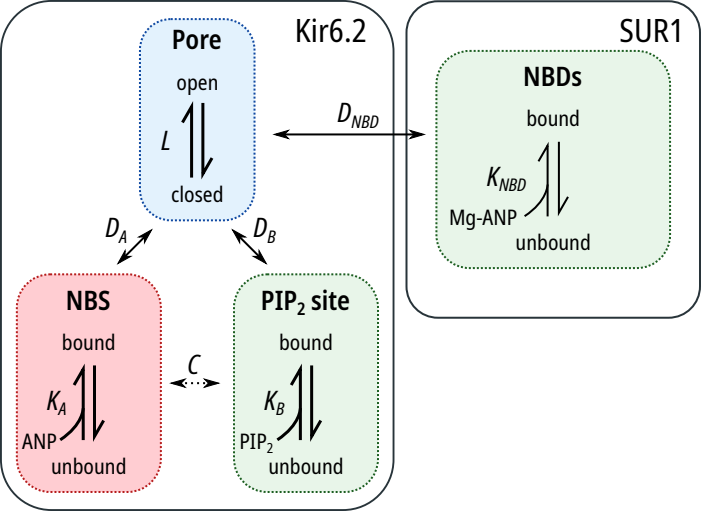 Kir6.2
Pore
open
L
closed
D_A
D_B
NBS
bound
K_A
ANP
unbound
C
PIP₂ site
bound
K_B
PIP₂
unbound
D_NBD
SUR1
NBDs
bound
K_NBD
Mg-ANP
unbound